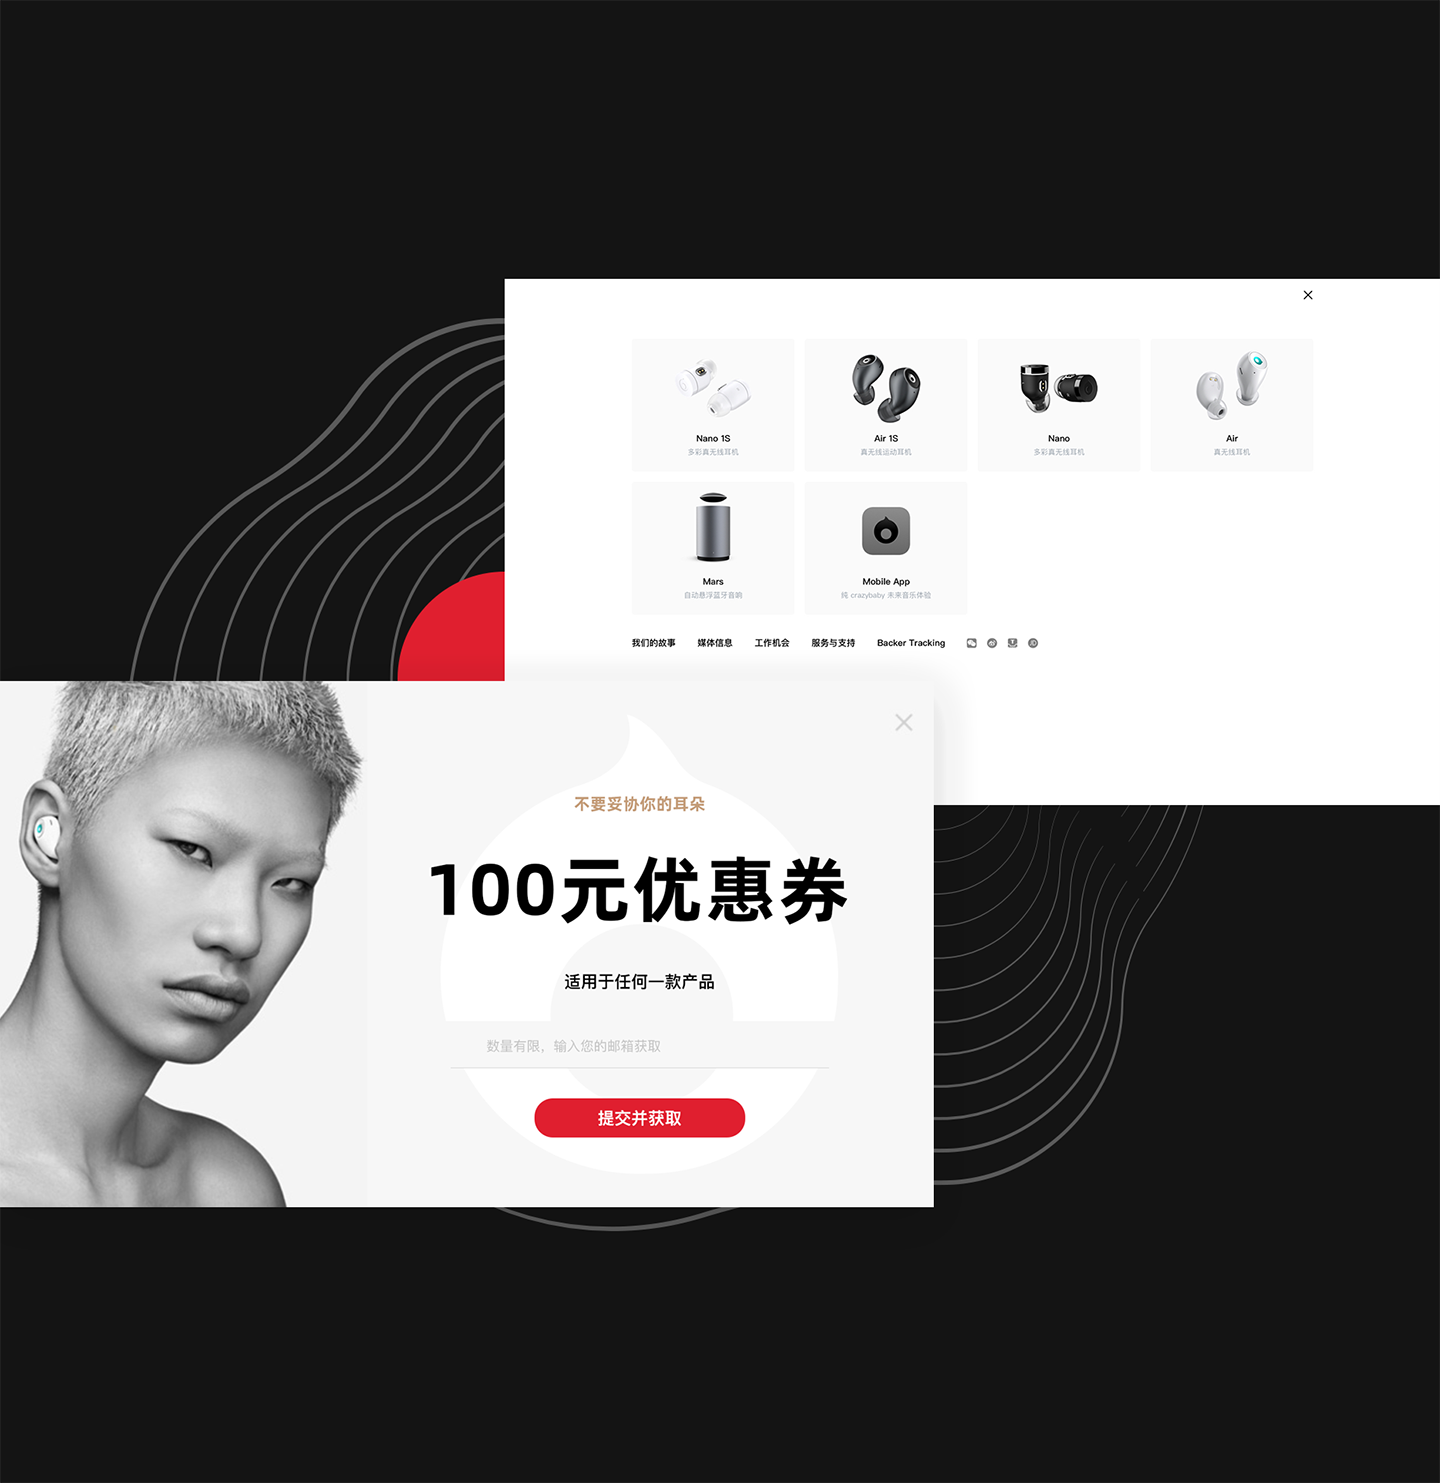 Nano 1S
多彩真无线耳机
Air 1S
真无线运动耳机
Nano
多彩真无线耳机
Air
真无线耳机
Mars
自动悬浮蓝牙音响
Mobile App
纯 crazybaby 未来音乐体验
我们的故事 媒体信息 工作机会 服务与支持 Backer Tracking
不要妥协你的耳朵
100元优惠券
适用于任何一款产品
数量有限，输入您的邮箱获取
提交并获取